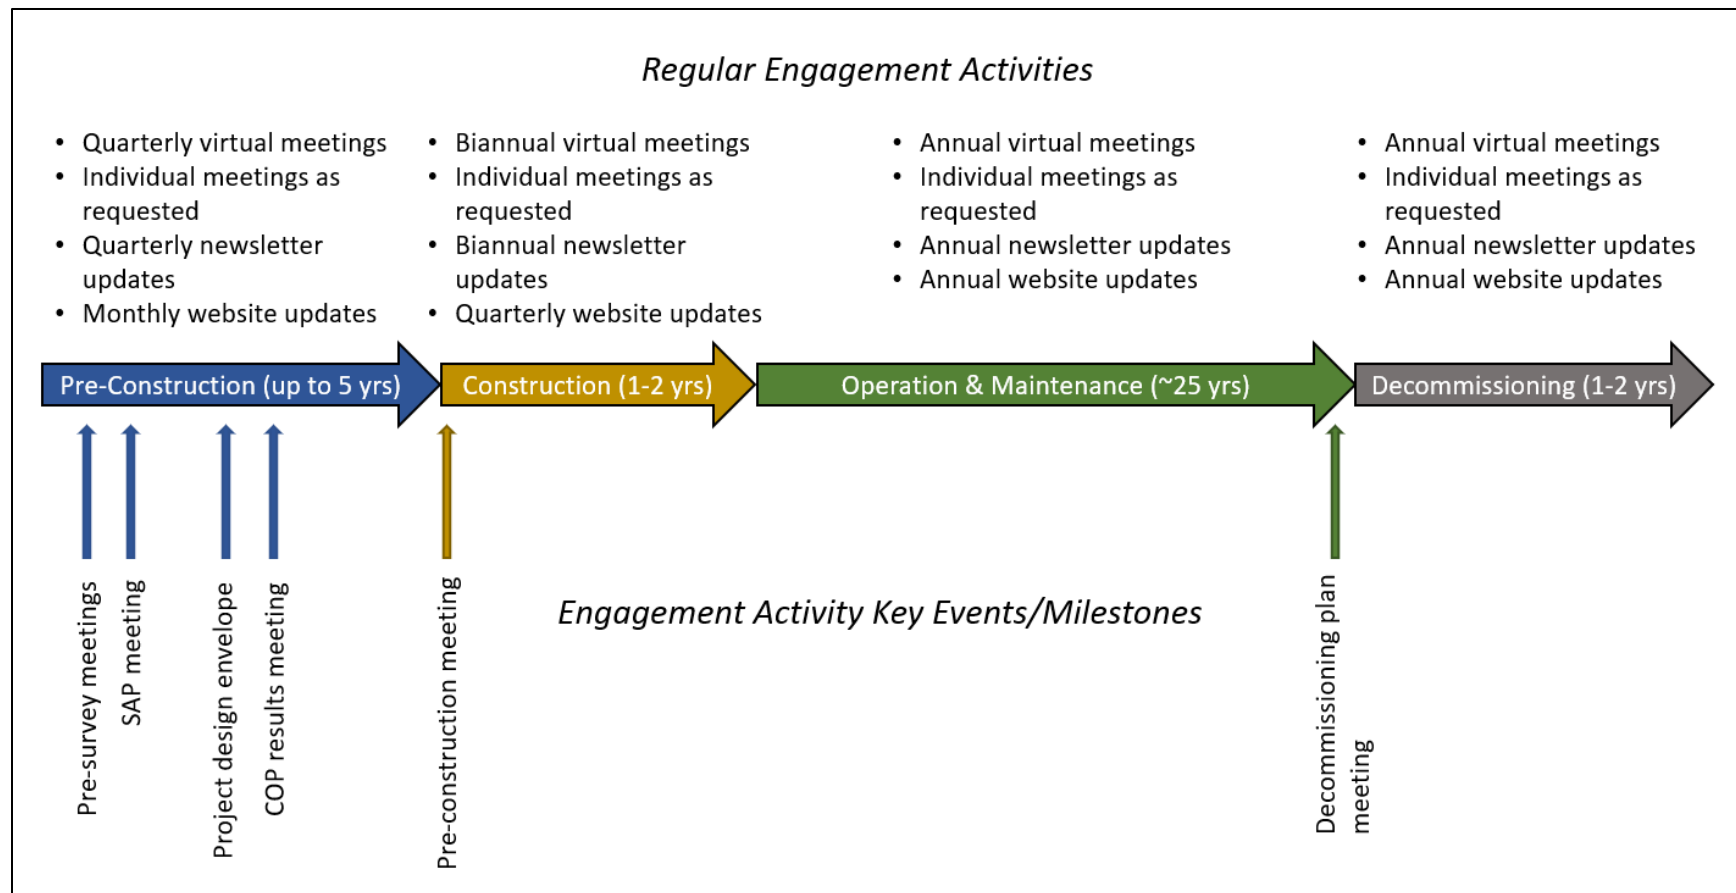 Regular Engagement Activities
• Quarterly virtual meetings
• Individual meetings as
requested
• Quarterly newsletter
updates
• Monthly website updates
• Biannual virtual meetings
• Individual meetings as
requested
• Biannual newsletter
updates
• Quarterly website updates
• Annual virtual meetings
• Individual meetings as
requested
• Annual newsletter updates
• Annual website updates
• Annual virtual meetings
• Individual meetings as
requested
• Annual newsletter updates
• Annual website updates
Pre-Construction (up to 5 yrs)
Construction (1-2 yrs)
Operation & Maintenance (~25 yrs)
Decommissioning (1-2 yrs)
Pre-survey meetings
SAP meeting
Project design envelope
COP results meeting
Pre-construction meeting
Engagement Activity Key Events/Milestones
Decommissioning plan
meeting